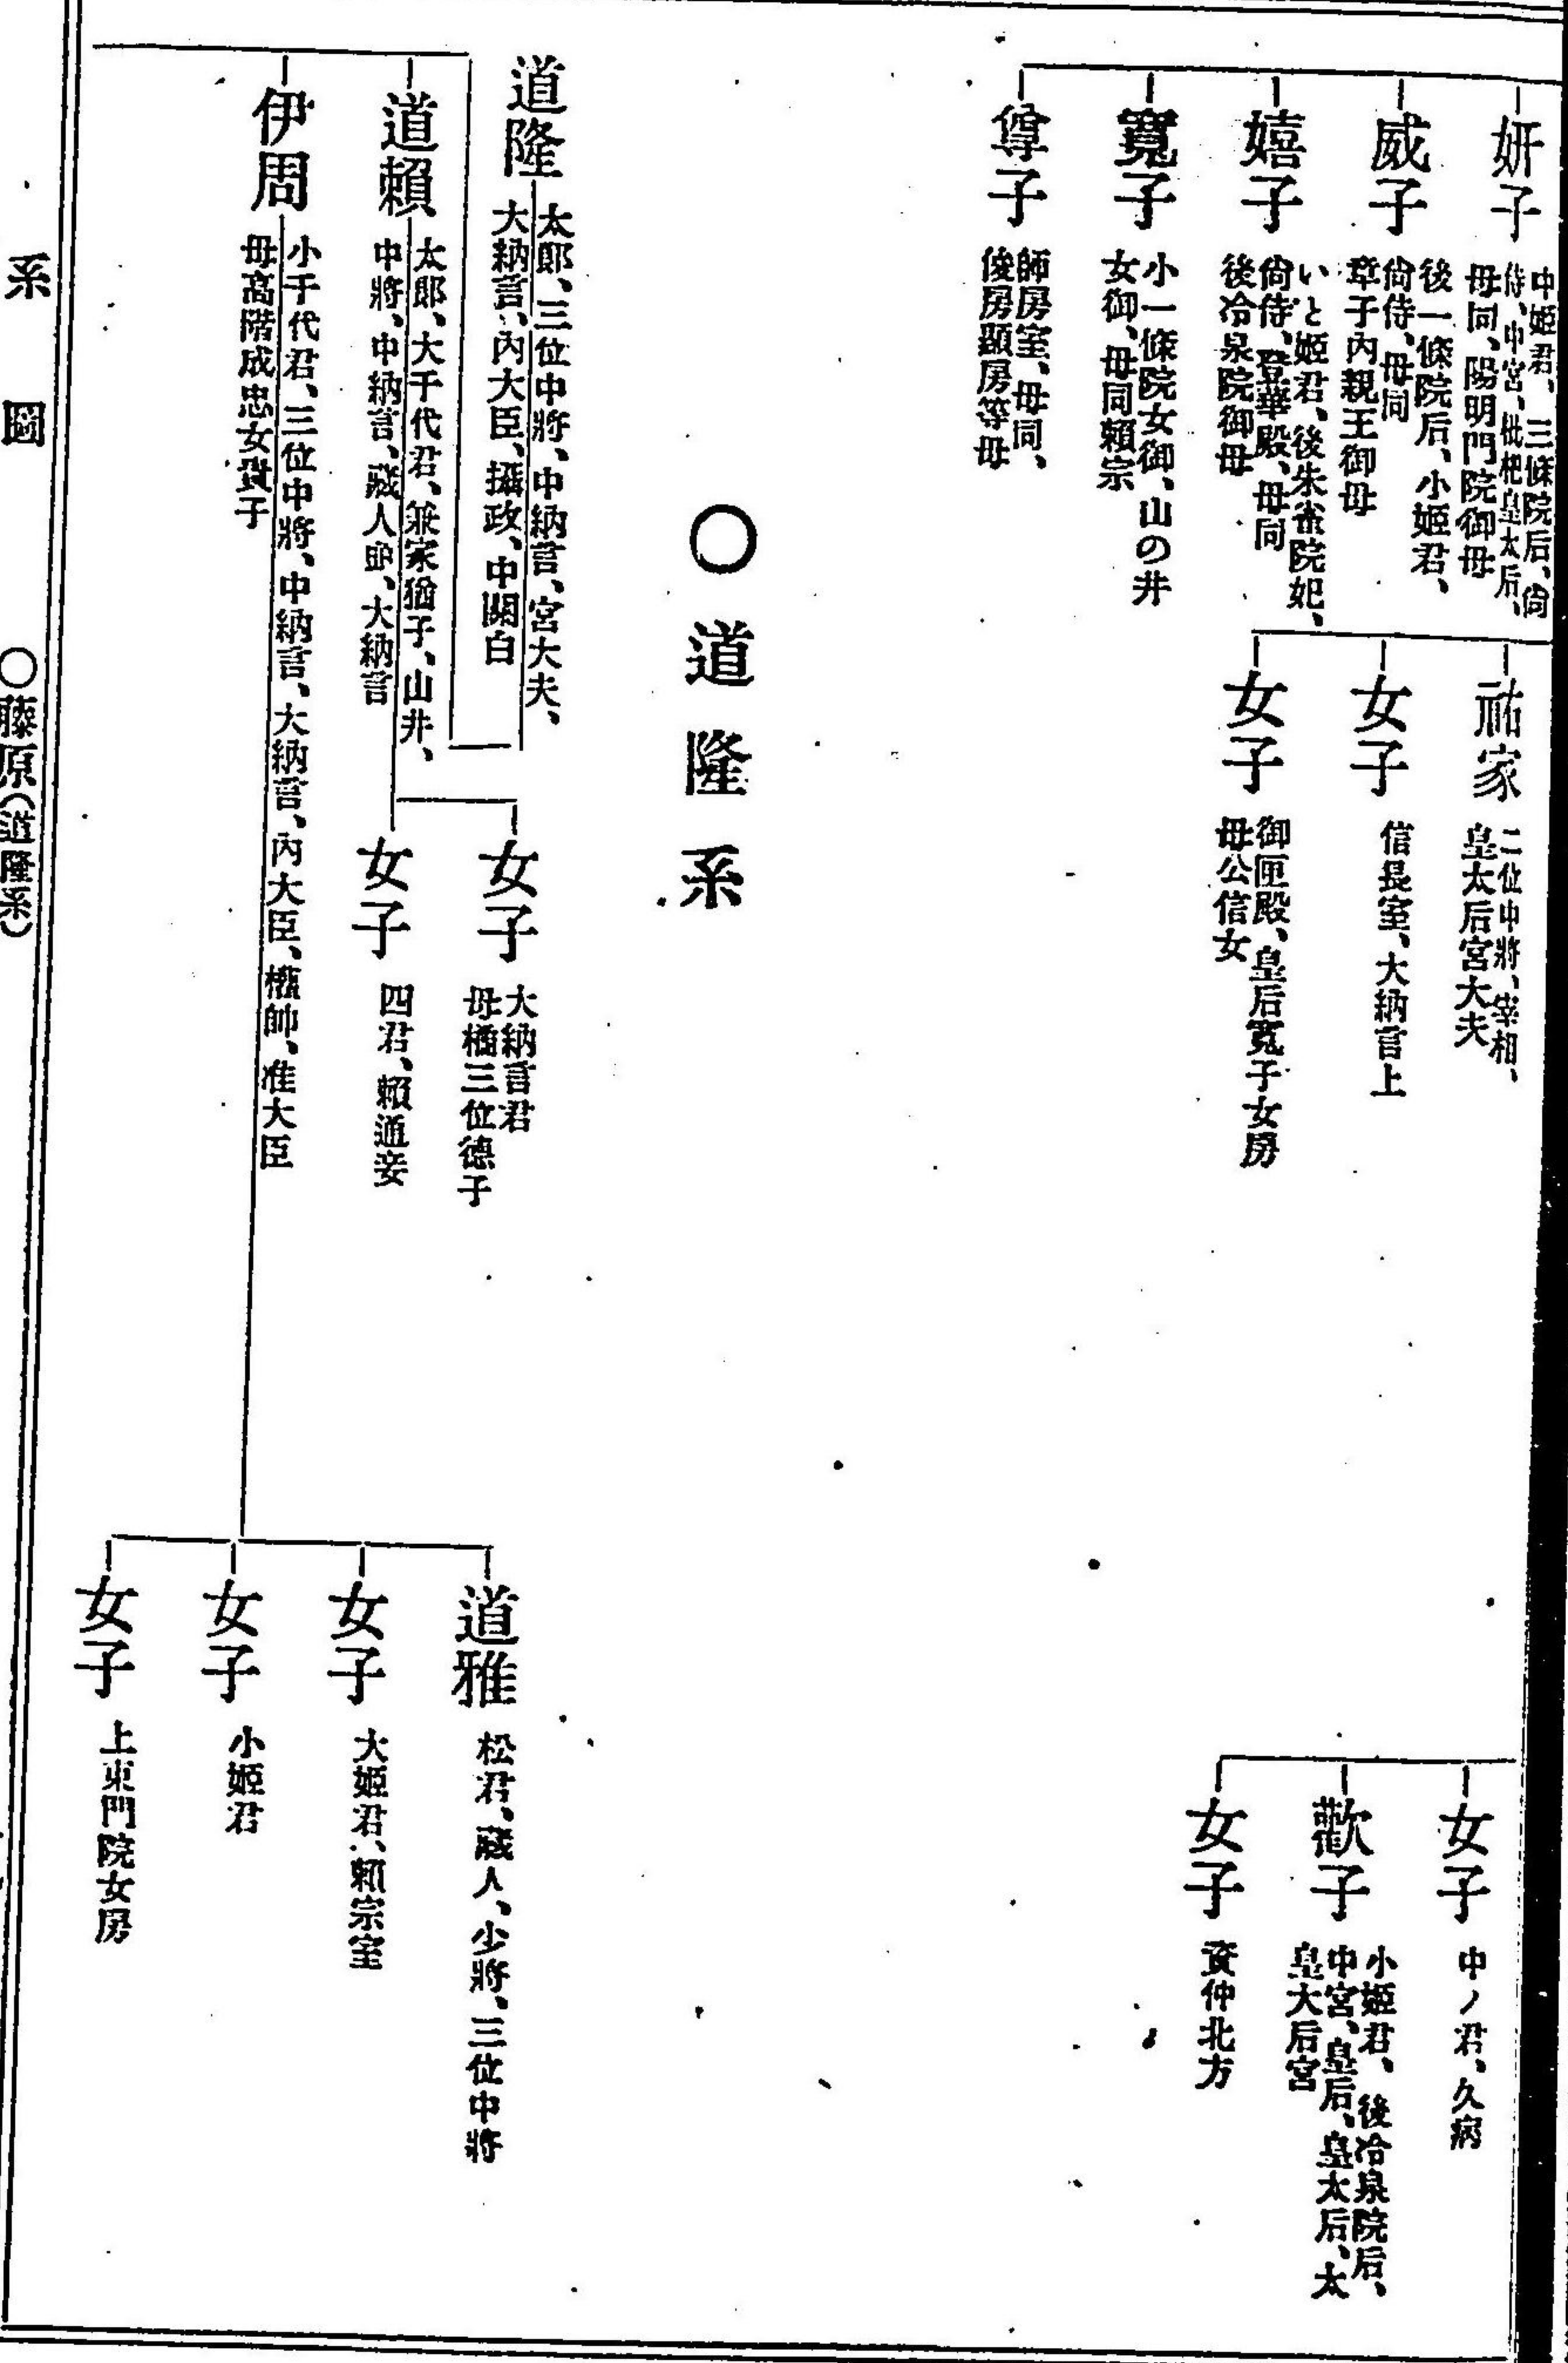 妍子
中姬君、三條院后、尙
侍、中宮、枇杷皇太后、
母同、陽明門院御母
威子
後一條院后、小姬君、
尙侍、母同
章子內親王御母
嬉子
いと姬君、後朱雀院妃、
尙侍、登華殿、母同
後冷泉院御母
寬子
小一條院女御、山の井
女御、母同賴宗
尊子
師房室、母同、
俊房顯房等母
祐家
二位中將、宰相、
皇太后宮大夫
女子
信長室、大納言上
女子
御匣殿、皇后寬子女房
母公信女
女子
中ノ君、久病
歡子
小姬君、後冷泉院后、
中宮、皇后、皇太后、太
皇大后宮
女子
資仲北方
〇道隆系
道隆
太郞、三位中將、中納言、宮大夫、
大納言、內大臣、攝政、中關白
道賴
太郞、大千代君、兼家猶子、山井、
中將、中納言、藏人頭、大納言
女子
大納言君
母橘三位德子
女子
四君、賴通妾
伊周
小千代君、三位中將、中納言、大納言、內大臣、權帥、准大臣
母高階成忠女貴子
道雅
松君、藏人、少將、三位中將
女子
大姬君、賴宗室
女子
小姬君
女子
上東門院女房
系圖
〇藤原(道隆系)